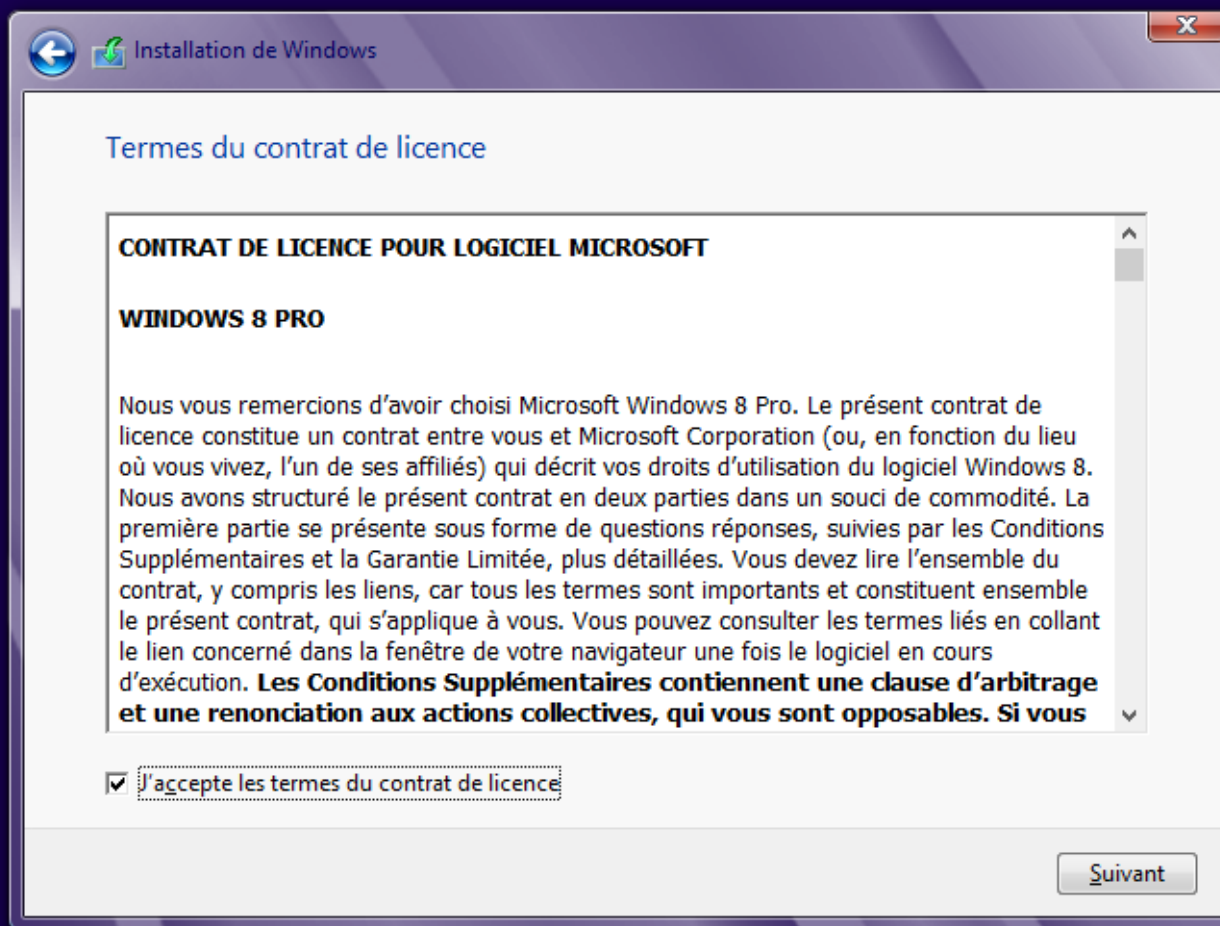 Installation de Windows
X
Termes du contrat de licence
CONTRAT DE LICENCE POUR LOGICIEL MICROSOFT
WINDOWS 8 PRO
Nous vous remercions d’avoir choisi Microsoft Windows 8 Pro. Le présent contrat de
licence constitue un contrat entre vous et Microsoft Corporation (ou, en fonction du lieu
où vous vivez, l’un de ses affiliés) qui décrit vos droits d’utilisation du logiciel Windows 8.
Nous avons structuré le présent contrat en deux parties dans un souci de commodité. La
première partie se présente sous forme de questions réponses, suivies par les Conditions
Supplémentaires et la Garantie Limitée, plus détaillées. Vous devez lire l’ensemble du
contrat, y compris les liens, car tous les termes sont importants et constituent ensemble
le présent contrat, qui s’applique à vous. Vous pouvez consulter les termes liés en collant
le lien concerné dans la fenêtre de votre navigateur une fois le logiciel en cours
d’exécution. Les Conditions Supplémentaires contiennent une clause d’arbitrage
et une renonciation aux actions collectives, qui vous sont opposables. Si vous
J'accepte les termes du contrat de licence
Suivant